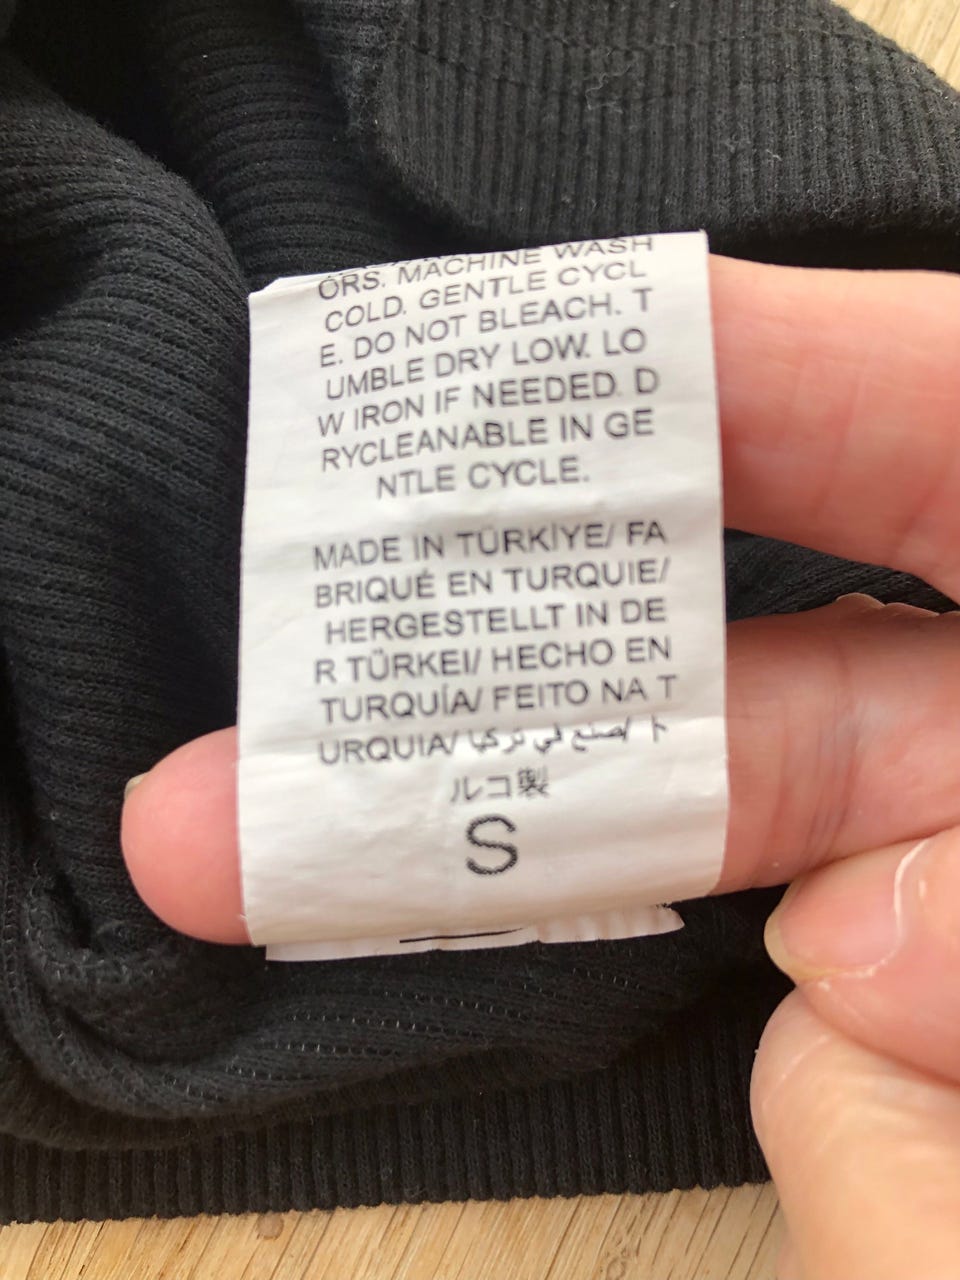 ORS. MACHINE WASH
COLD. GENTLE CYCL
E. DO NOT BLEACH. T
UMBLE DRY LOW. LO
W IRON IF NEEDED. D
RYCLEANABLE IN GE
NTLE CYCLE.
MADE IN TÜRKİYE/ FA
BRIQUÉ EN TURQUIE/
HERGESTELLT IN DE
R TÜRKEI/ HECHO EN
TURQUÍA/ FEITO NA T
URQUIA/ صنع في تركيا/ ト
ルコ製
S